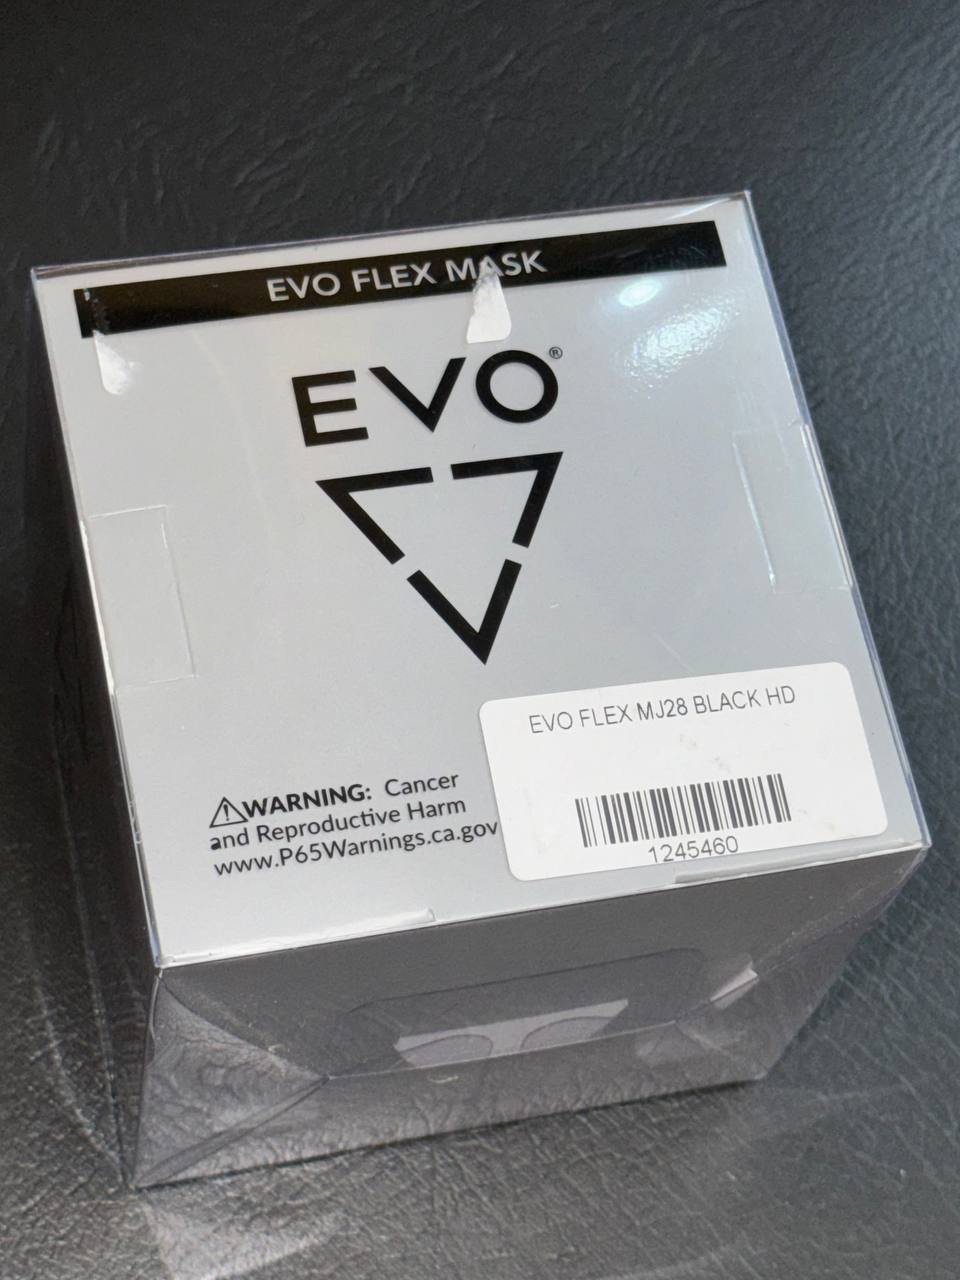 EVO FLEX MASK
EVO®
EVO FLEX MJ28 BLACK HD
1245460
⚠WARNING: Cancer
and Reproductive Harm
www.P65Warnings.ca.gov